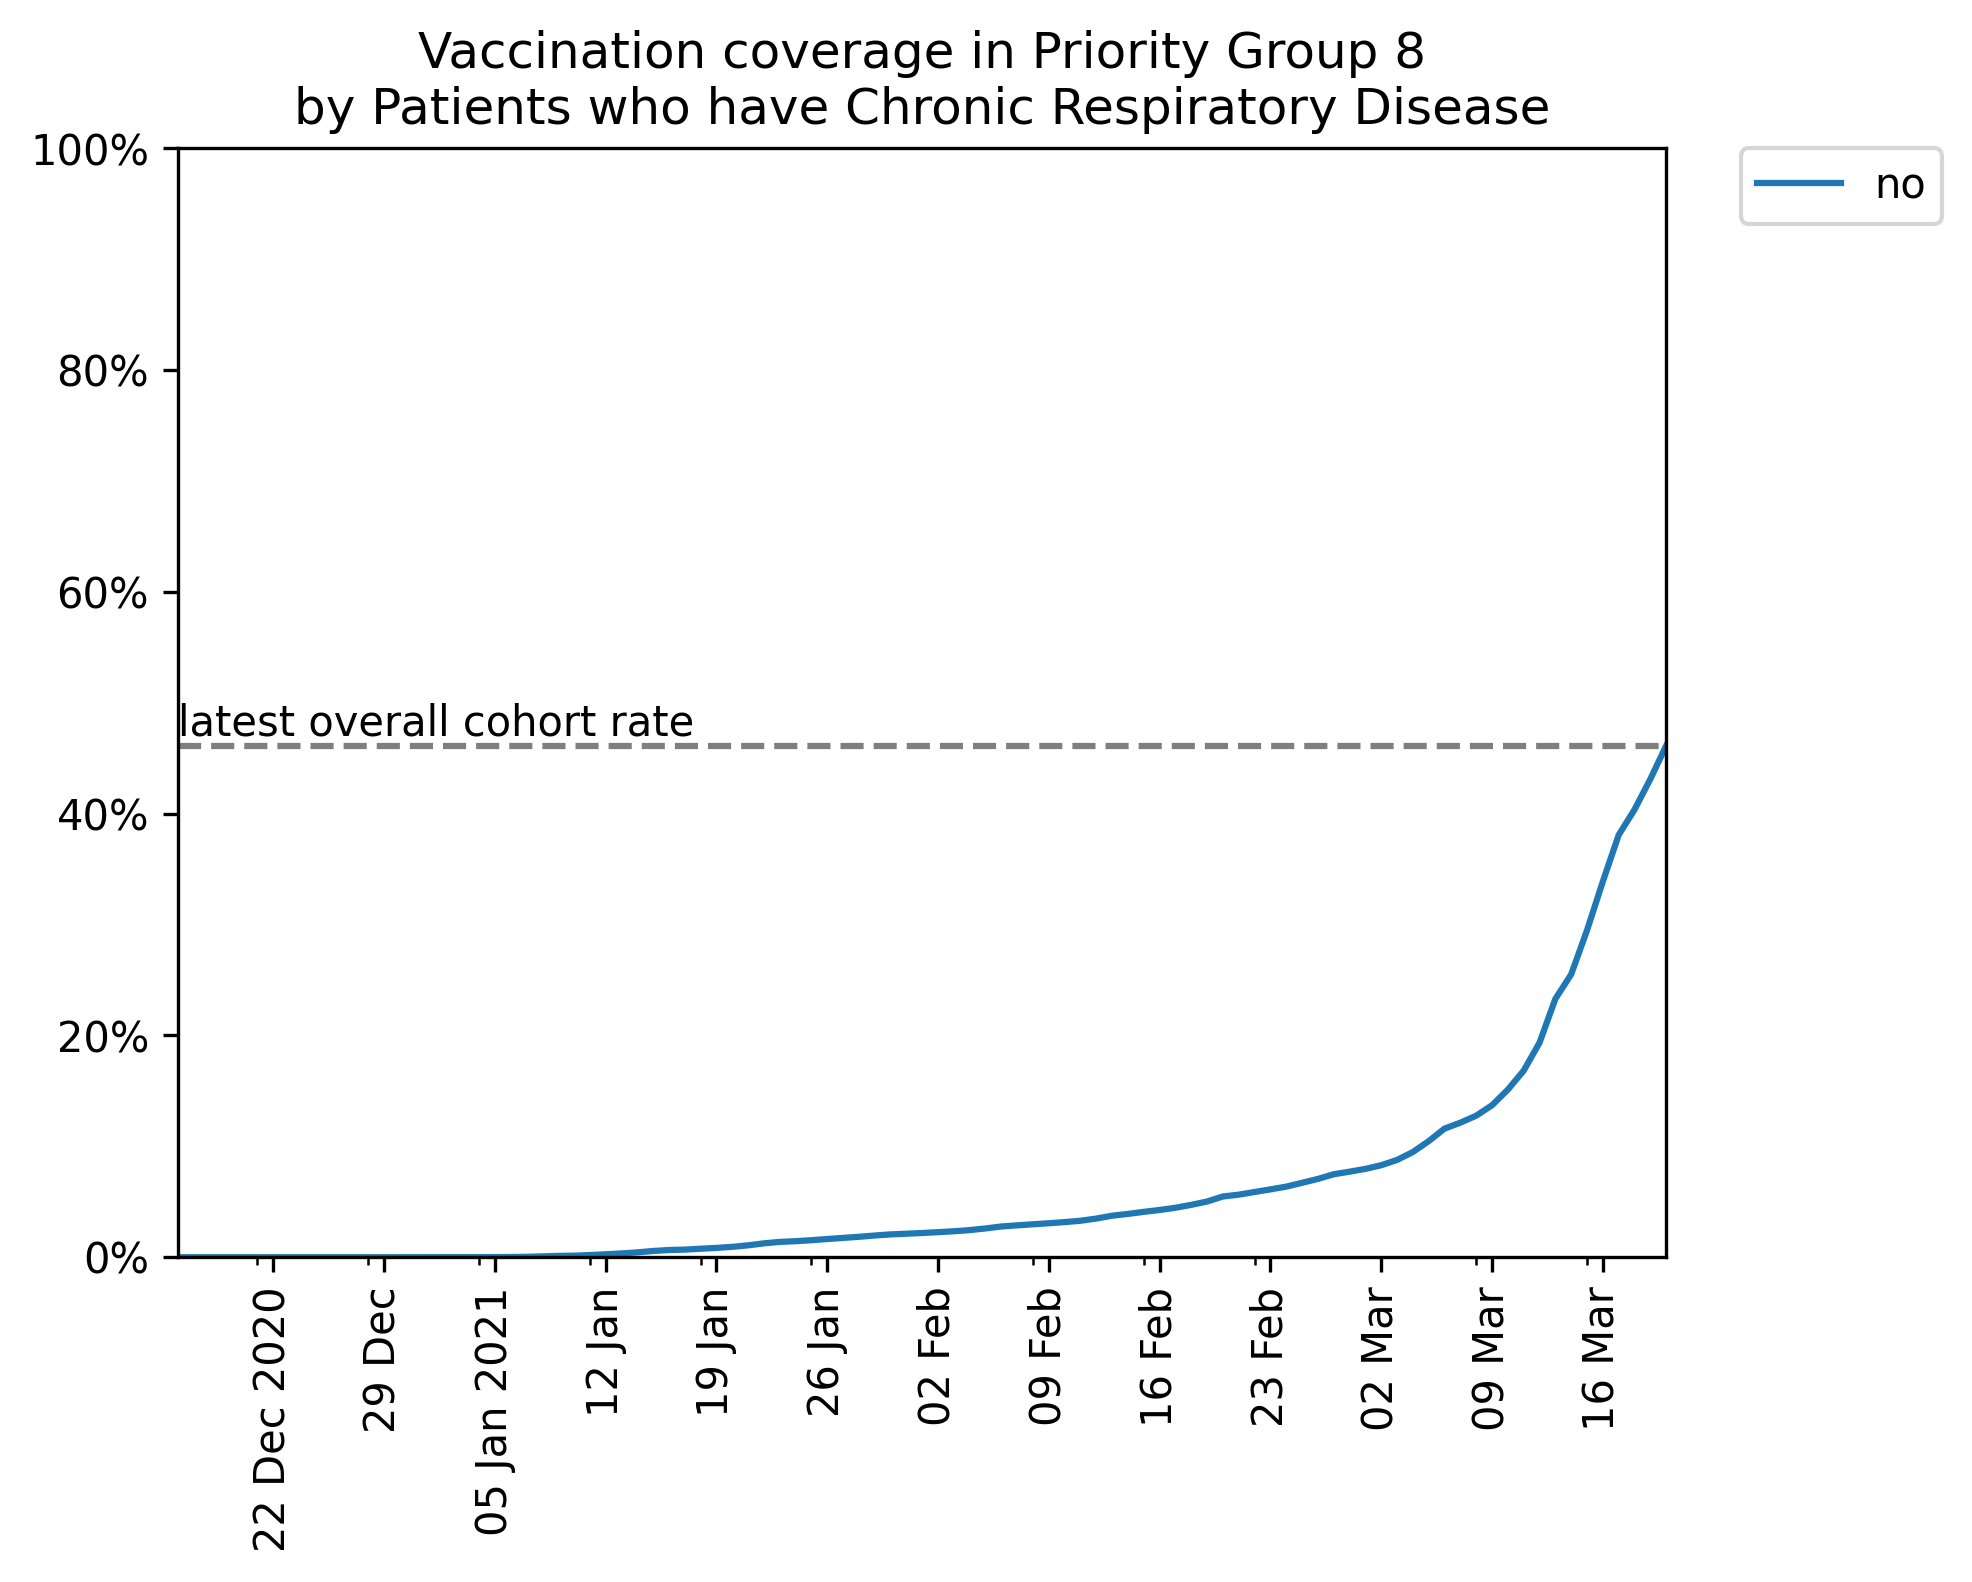 Vaccination coverage in Priority Group 8
by Patients who have Chronic Respiratory Disease
100%
80%
60%
40%
20%
0%
latest overall cohort rate
no
22 Dec 2020
29 Dec
05 Jan 2021
12 Jan
19 Jan
26 Jan
02 Feb
09 Feb
16 Feb
23 Feb
02 Mar
09 Mar
16 Mar